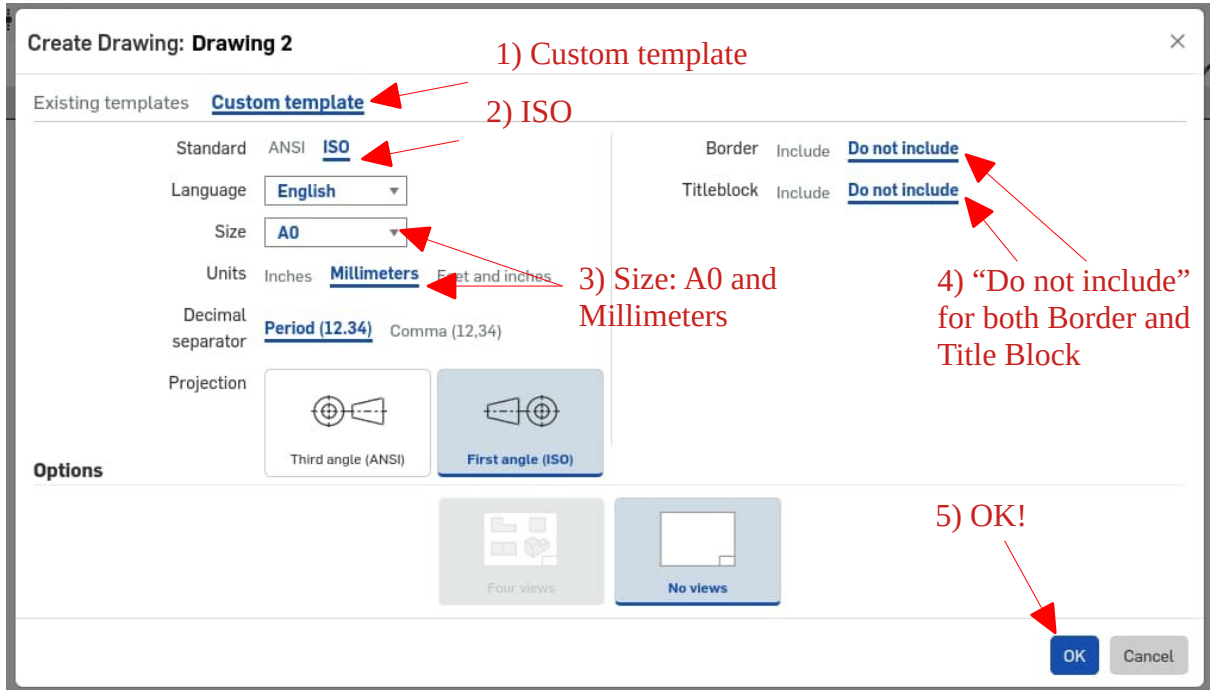 Create Drawing: Drawing 2
1) Custom template
Existing templates Custom template
2) ISO
Standard ANSI ISO
Border Include Do not include
Language English
Titleblock Include Do not include
Size A0
Units Inches Millimeters Feet and inches
3) Size: A0 and
Millimeters
4) “Do not include”
for both Border and
Title Block
Decimal
separator
Period (12.34) Comma (12,34)
Projection
Third angle (ANSI) First angle (ISO)
Options
5) OK!
Four views No views
OK Cancel